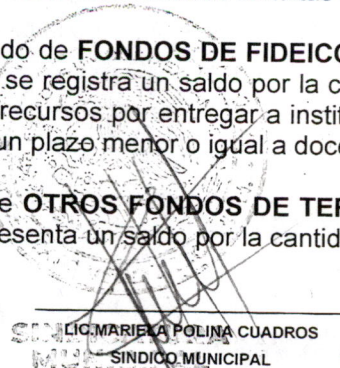 do de FONDOS DE FIDEICO
se registra un saldo por la c
recursos por entregar a instit
un plazo menor o igual a doce
e OTROS FONDOS DE TER
esenta un saldo por la cantid
LIC.MARIELA POLINA CUADROS
SINDICO MUNICIPAL